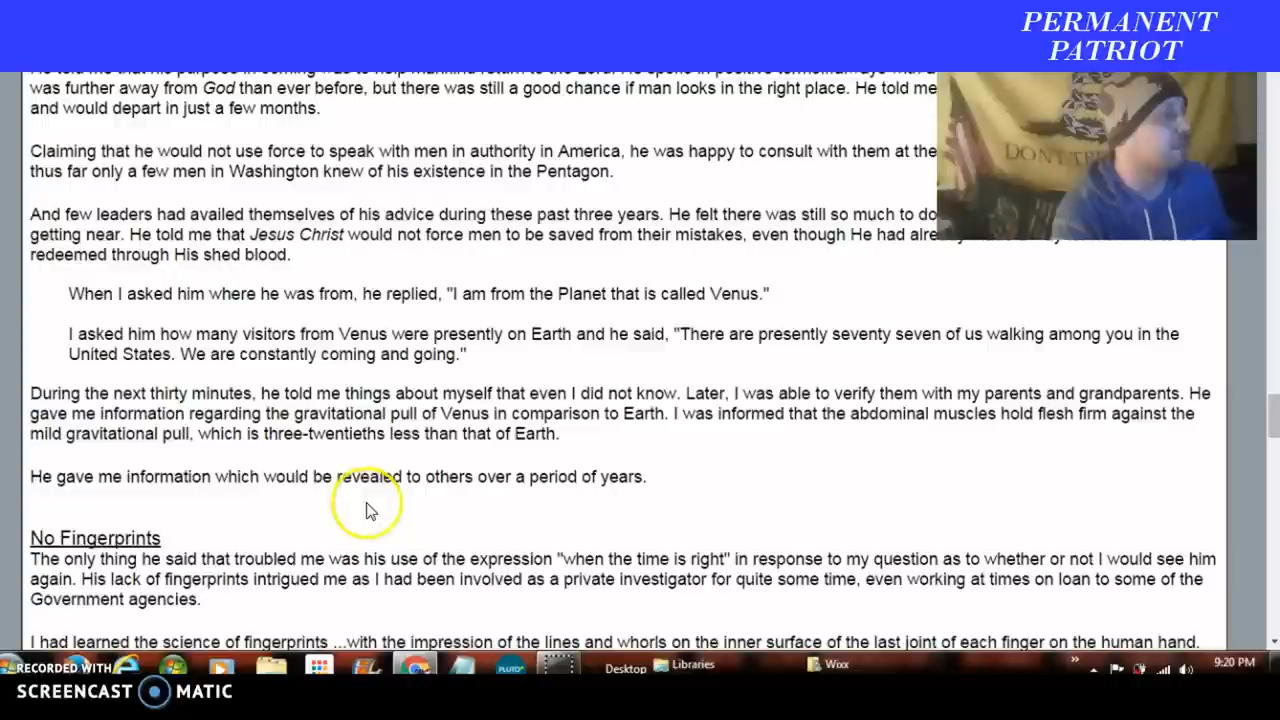 PERMANENT
PATRIOT
was further away from God than ever before, but there was still a good chance if man looks in the right place. He told me
and would depart in just a few months.
Claiming that he would not use force to speak with men in authority in America, he was happy to consult with them at the
thus far only a few men in Washington knew of his existence in the Pentagon.
And few leaders had availed themselves of his advice during these past three years. He felt there was still so much to do
getting near. He told me that Jesus Christ would not force men to be saved from their mistakes, even though He had
redeemed through His shed blood.
When I asked him where he was from, he replied, "I am from the Planet that is called Venus."
I asked him how many visitors from Venus were presently on Earth and he said, "There are presently seventy seven of us walking among you in the
United States. We are constantly coming and going."
During the next thirty minutes, he told me things about myself that even I did not know. Later, I was able to verify them with my parents and grandparents. He
gave me information regarding the gravitational pull of Venus in comparison to Earth. I was informed that the abdominal muscles hold flesh firm against the
mild gravitational pull, which is three-twentieths less than that of Earth.
He gave me information which would be revealed to others over a period of years.
No Fingerprints
The only thing he said that troubled me was his use of the expression "when the time is right" in response to my question as to whether or not I would see him
again. His lack of fingerprints intrigued me as I had been involved as a private investigator for quite some time, even working at times on loan to some of the
Government agencies.
I had learned the science of fingerprints ...with the impression of the lines and whorls on the inner surface of the last joint of each finger on the human hand.
DON'T
RECORDED WITH
SCREENCAST MATIC
PLUTO
Desktop
Libraries
Wixx
9:20 PM